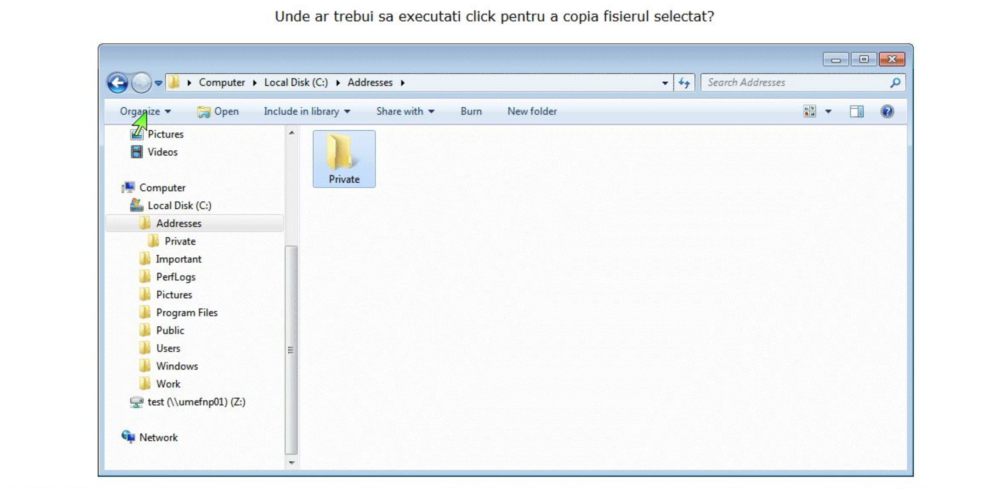 Unde ar trebui sa executati click pentru a copia fisierul selectat?
Computer Local Disk (C:) Addresses Search Addresses
Organize Open Include in library Share with Burn New folder
Pictures
Videos
Computer
Local Disk (C:)
Addresses
Private
Important
PerfLogs
Pictures
Program Files
Public
Users
Windows
Work
test (\\umefnp01) (Z:)
Network
Private